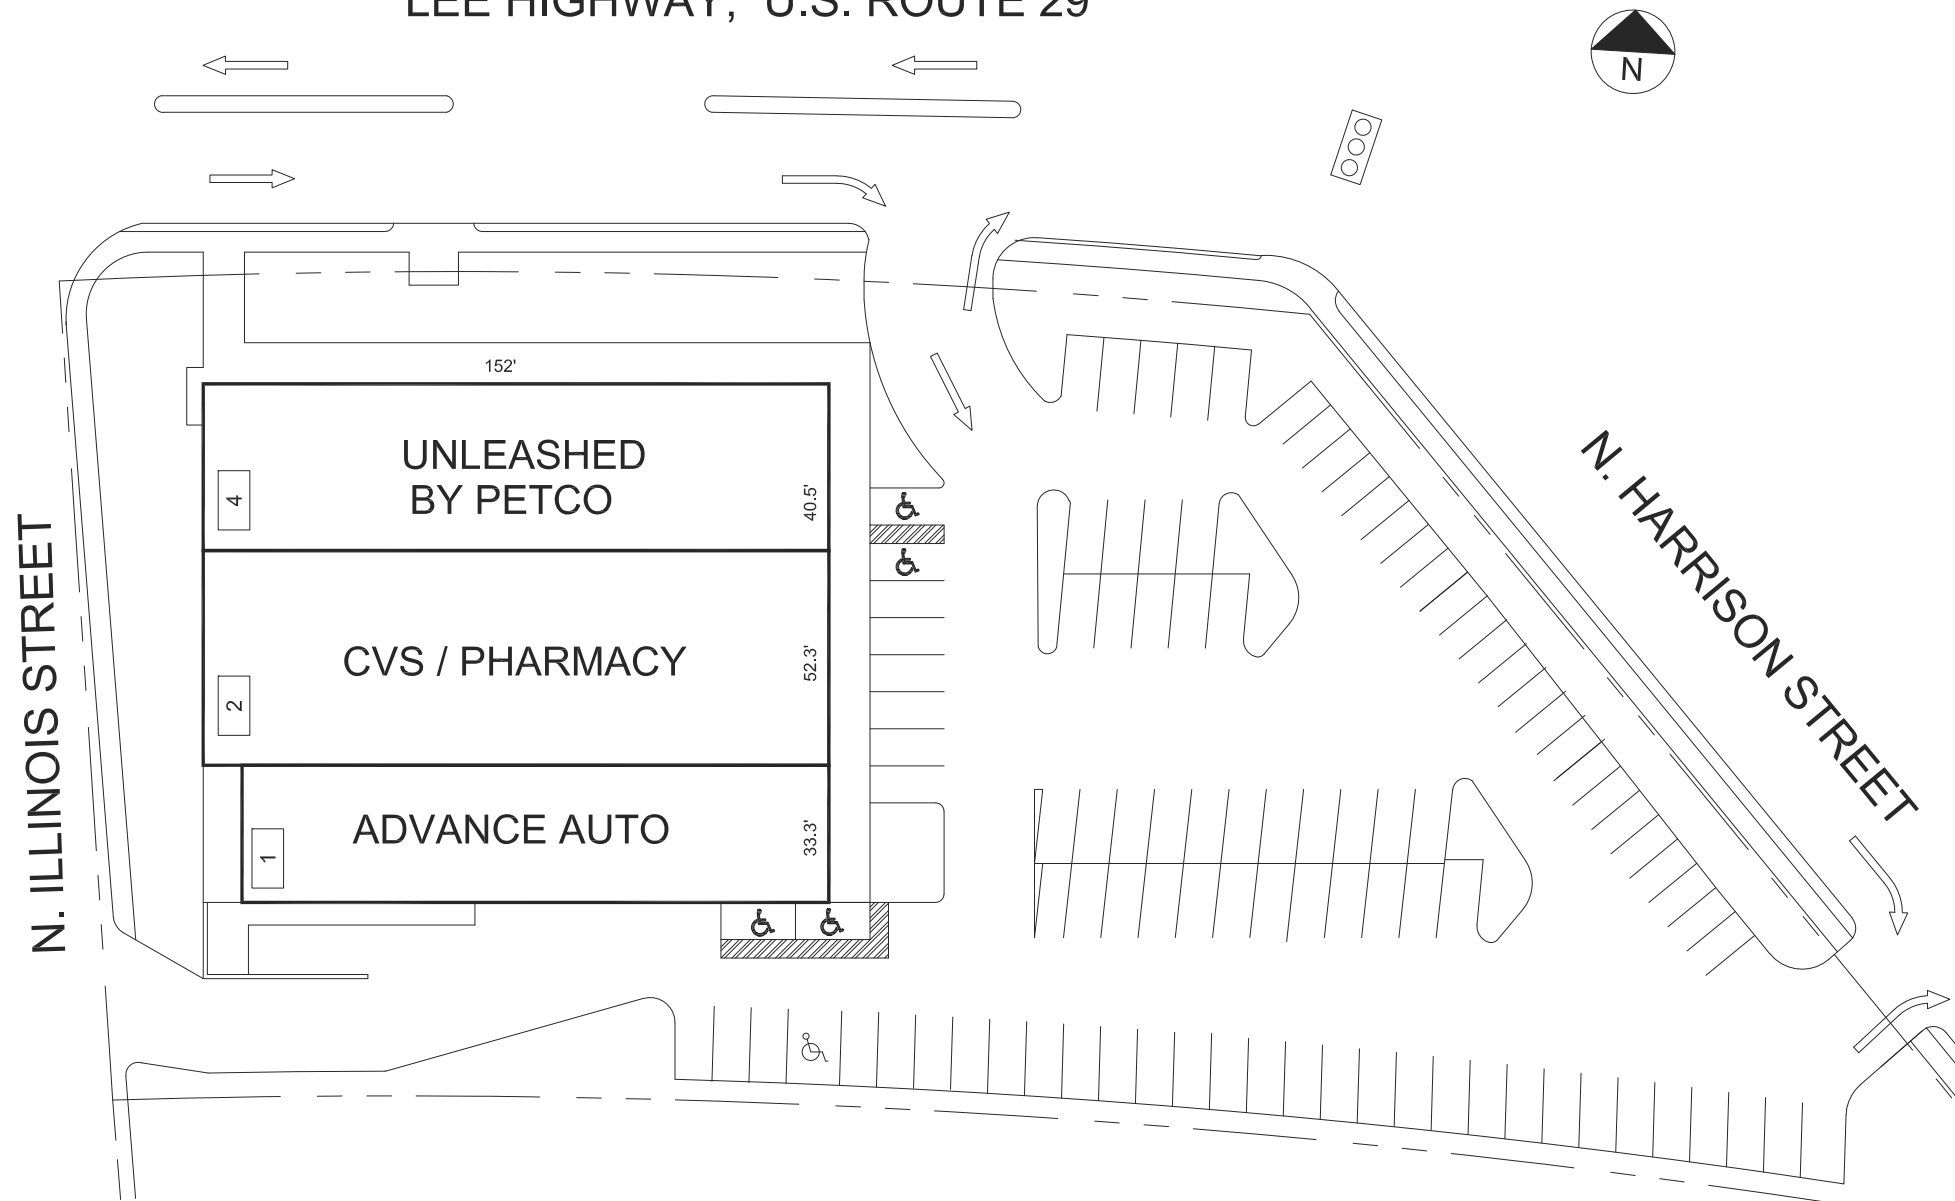 LEE HIGHWAY, U.S. ROUTE 29
N
152'
UNLEASHED
BY PETCO
4
40.5'
CVS / PHARMACY
2
52.3'
ADVANCE AUTO
1
33.3'
N. ILLINOIS STREET
N. HARRISON STREET